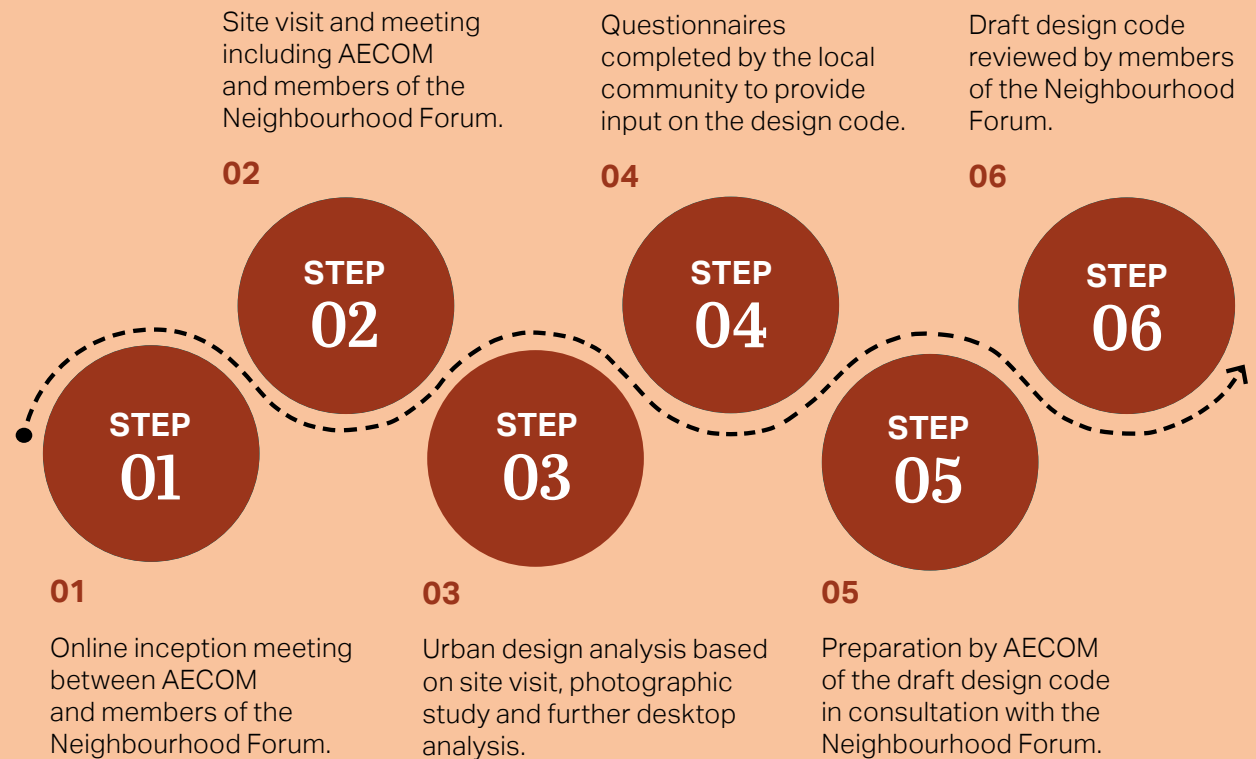 Site visit and meeting
including AECOM
and members of the
Neighbourhood Forum.
02
Questionnaires
completed by the local
community to provide
input on the design code.
04
Draft design code
reviewed by members
of the Neighbourhood
Forum.
06
STEP
02
STEP
04
STEP
06
STEP
01
STEP
03
STEP
05
01
Online inception meeting
between AECOM
and members of the
Neighbourhood Forum.
03
Urban design analysis based
on site visit, photographic
study and further desktop
analysis.
05
Preparation by AECOM
of the draft design code
in consultation with the
Neighbourhood Forum.